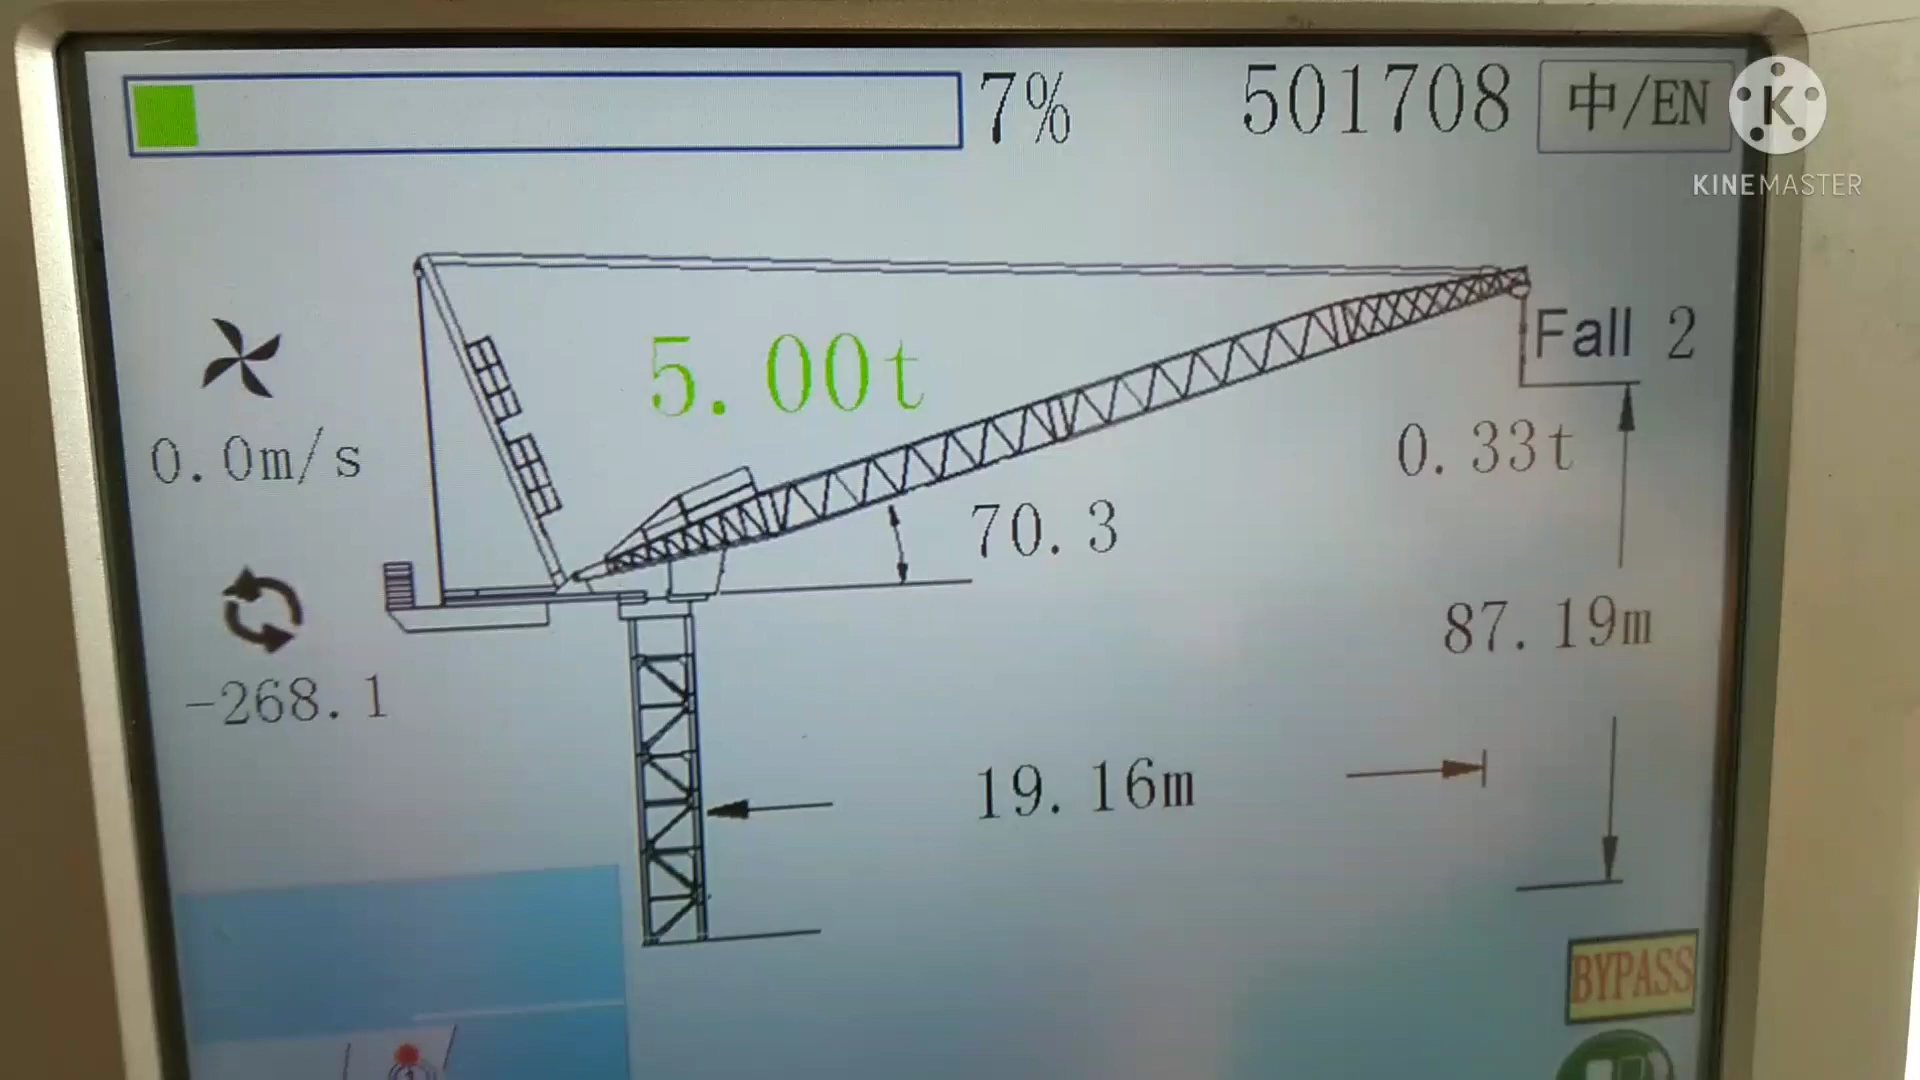 7%
501708
中/EN
K
KINEMASTER
5.00t
Fall 2
0.0m/s
0.33t
70.3
87.19m
-268.1
19.16m
BYPASS
1